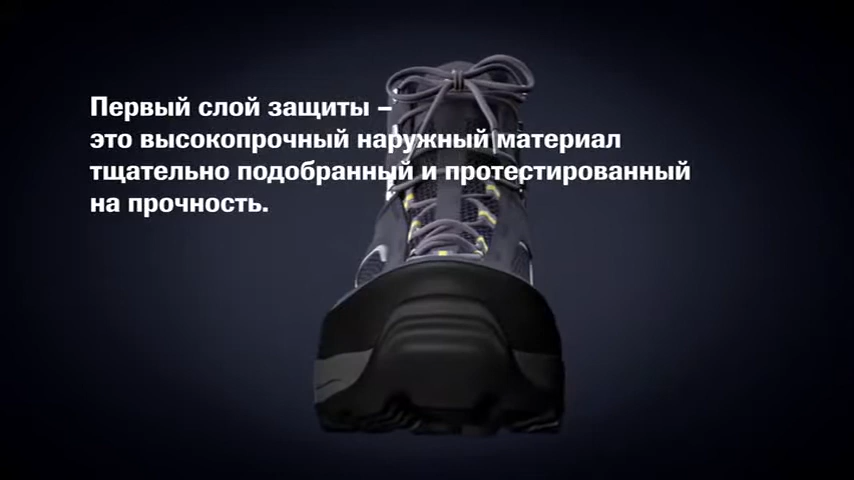 Первый слой защиты –
это высокопрочный наружный материал
тщательно подобранный и протестированный
на прочность.